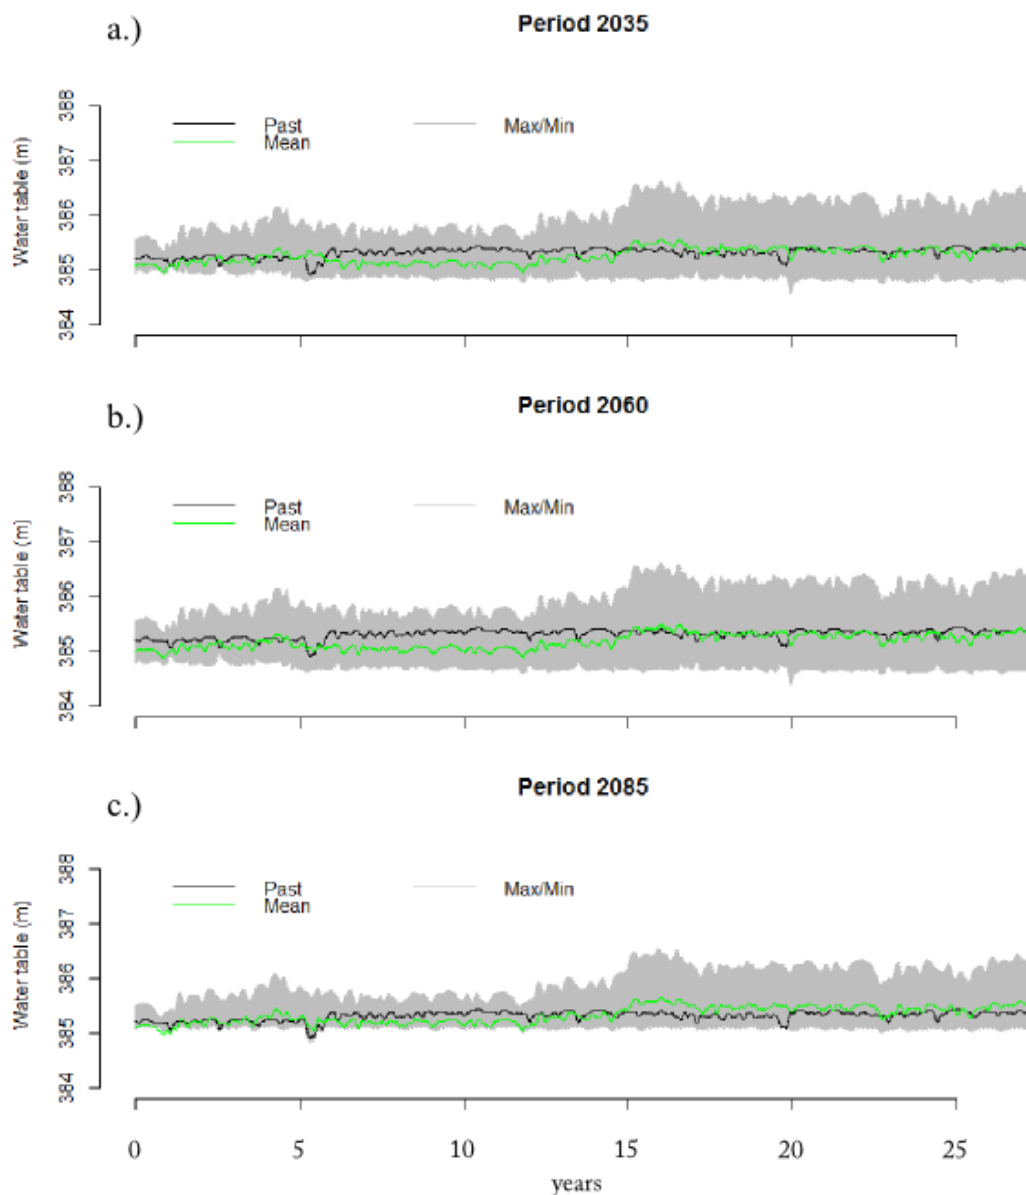 a.)
Period 2035
Water table (m)
388
387
386
385
384
Past
Mean
Max/Min
b.)
Period 2060
Water table (m)
388
387
386
385
384
Past
Mean
Max/Min
c.)
Period 2085
Water table (m)
388
387
386
385
384
Past
Mean
Max/Min
0 5 10 15 20 25
years